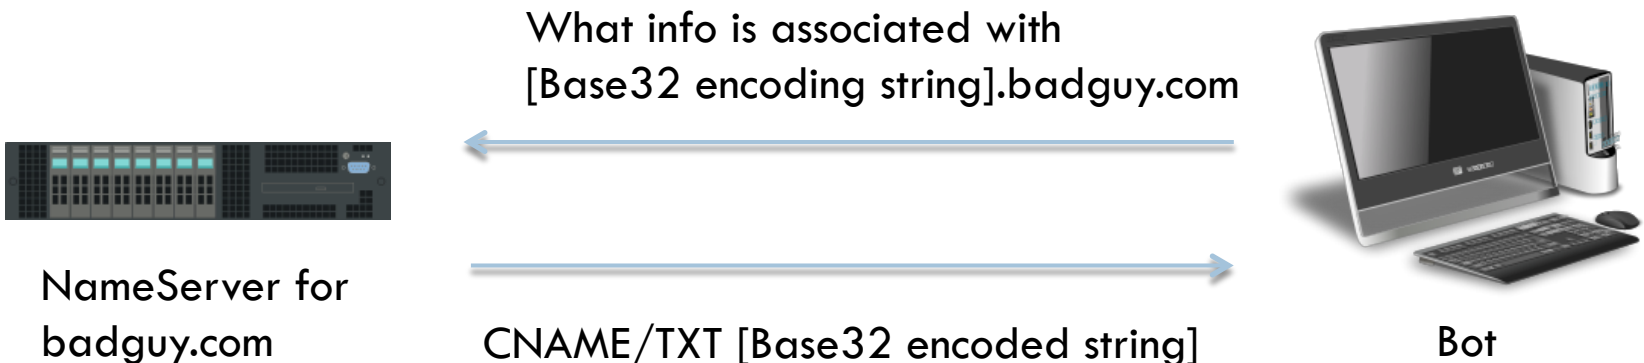 What info is associated with
[Base32 encoding string].badguy.com
NameServer for
badguy.com
CNAME/TXT [Base32 encoded string]
Bot